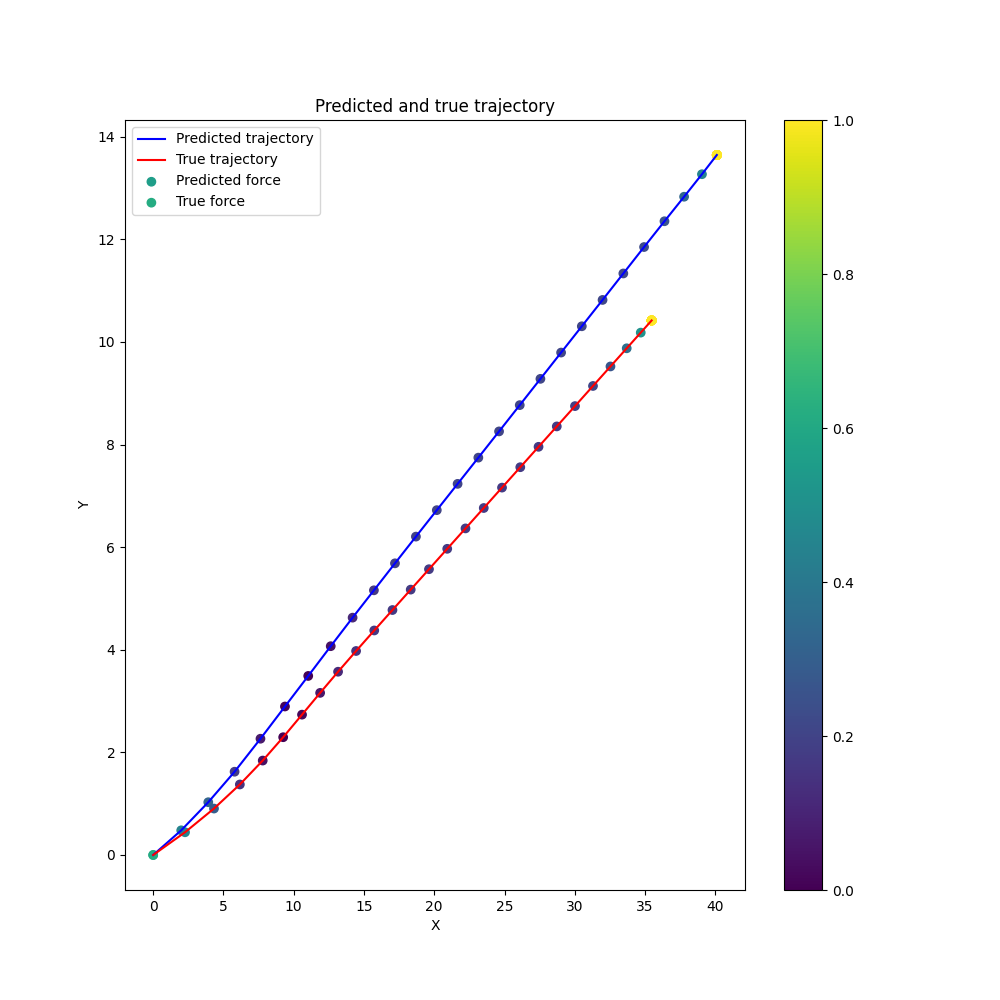 Predicted and true trajectory
Predicted trajectory
True trajectory
Predicted force
True force
14
12
10
8
6
4
2
0
Y
0 5 10 15 20 25 30 35 40
X
1.0
0.8
0.6
0.4
0.2
0.0